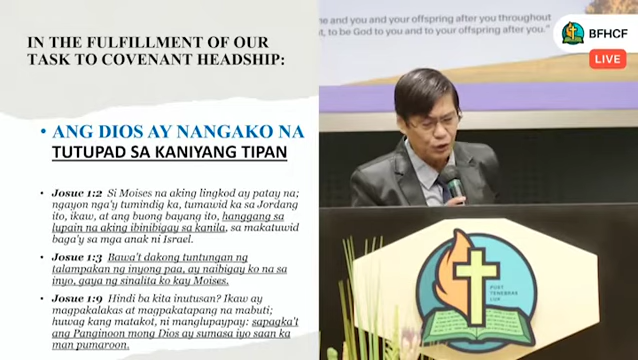 IN THE FULFILLMENT OF OUR
TASK TO COVENANT HEADSHIP:
• ANG DIOS AY NANGAKO NA
TUTUPAD SA KANIYANG TIPAN
• Josue 1:2 Si Moises na aking lingkod ay patay na;
ngayon nga'y tumindig ka, tumawid ka sa Jordang
ito, ikaw, at ang buong bayang ito, hanggang sa
lupain na aking ibinibigay sa kanila, sa makatuwid
baga'y sa mga anak ni Israel.
• Josue 1:3 Bawa't dakong tuntungan ng
talampakan ng inyong paa, ay naibigay ko na sa
inyo, gaya ng sinalita ko kay Moises.
• Josue 1:9 Hindi ba kita inutusan? Ikaw ay
magpakalakas at magpakatapang na mabuti;
huwag kang matakot, ni manglupaypay: sapagka't
ang Panginoon mong Dios ay sumasa iyo saan ka
man pumaroon.
me and you and your offspring after you throughout
, to be God to you and to your offspring after you."
BFHCF
LIVE
POST
TENEBRAS
LUX